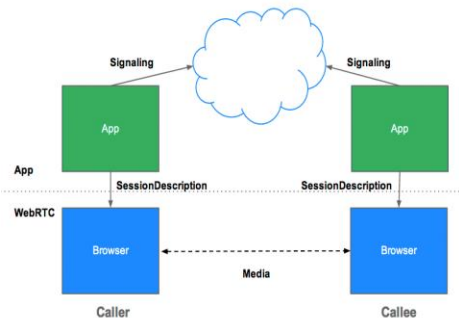 Signaling
Signaling
App
App
App
SessionDescription
SessionDescription
WebRTC
Browser
Browser
Media
Caller
Callee